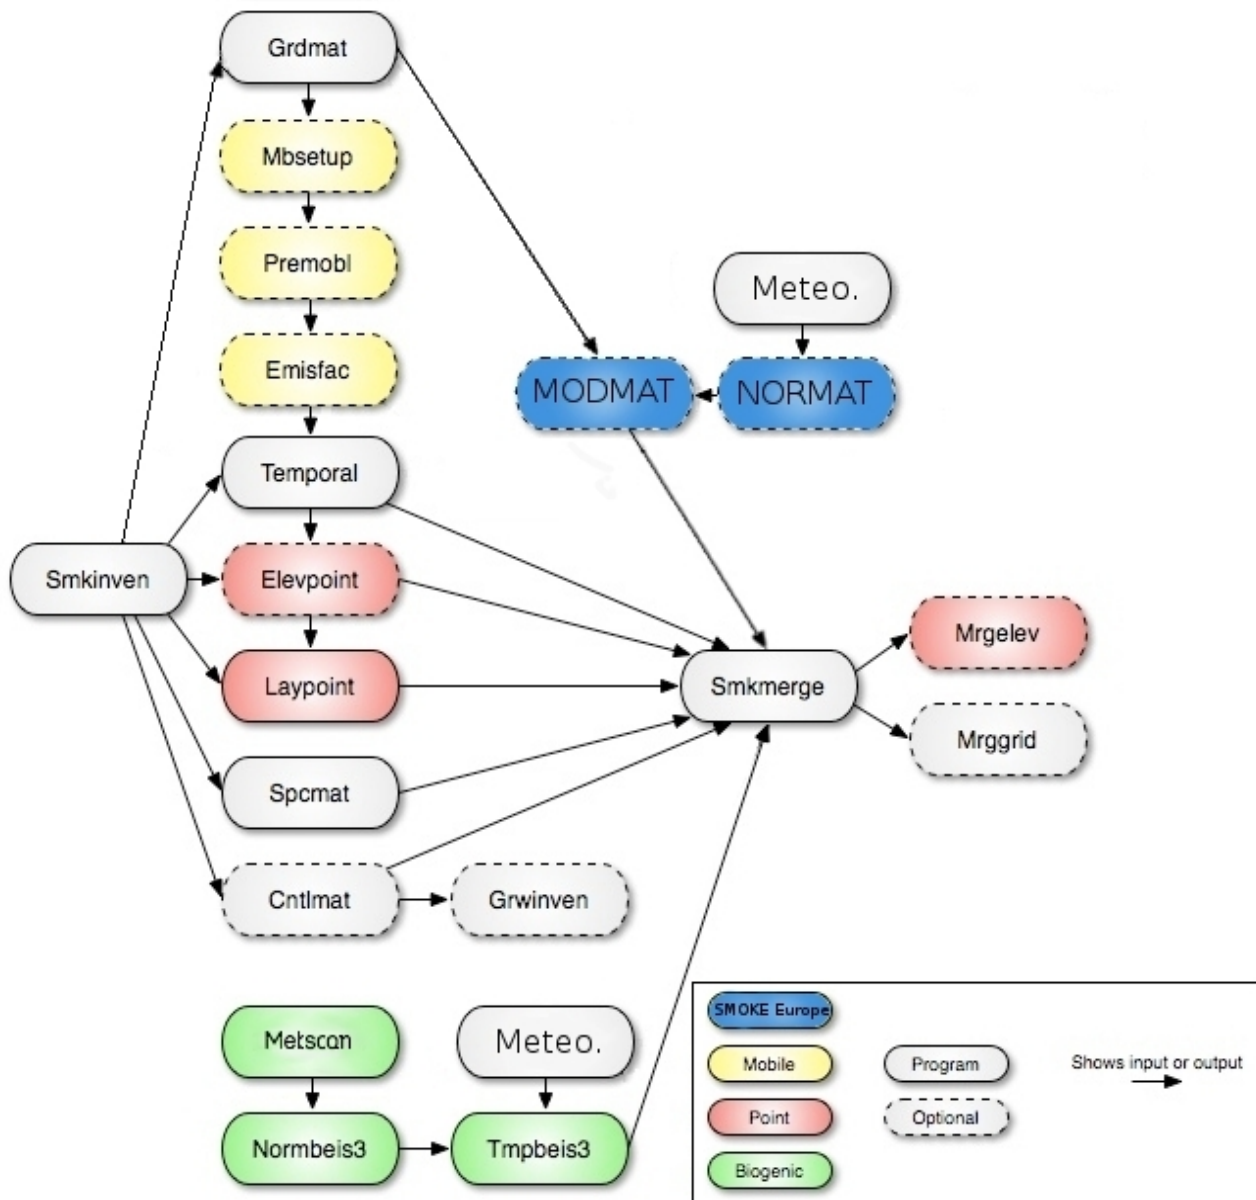 Grdmat
Mbsetup
Premobl
Meteo.
Emisfac
MODMAT
NORMAT
Temporal
Smkinven
Elevpoint
Mrgelev
Laypoint
Smkmerge
Mrggrid
Spcmat
Cntlmat
Grwinven
Metscan
Meteo.
Normbeis3
Tmpbeis3
SMOKE Europe
Mobile
Program
Shows input or output
Point
Optional
Biogenic